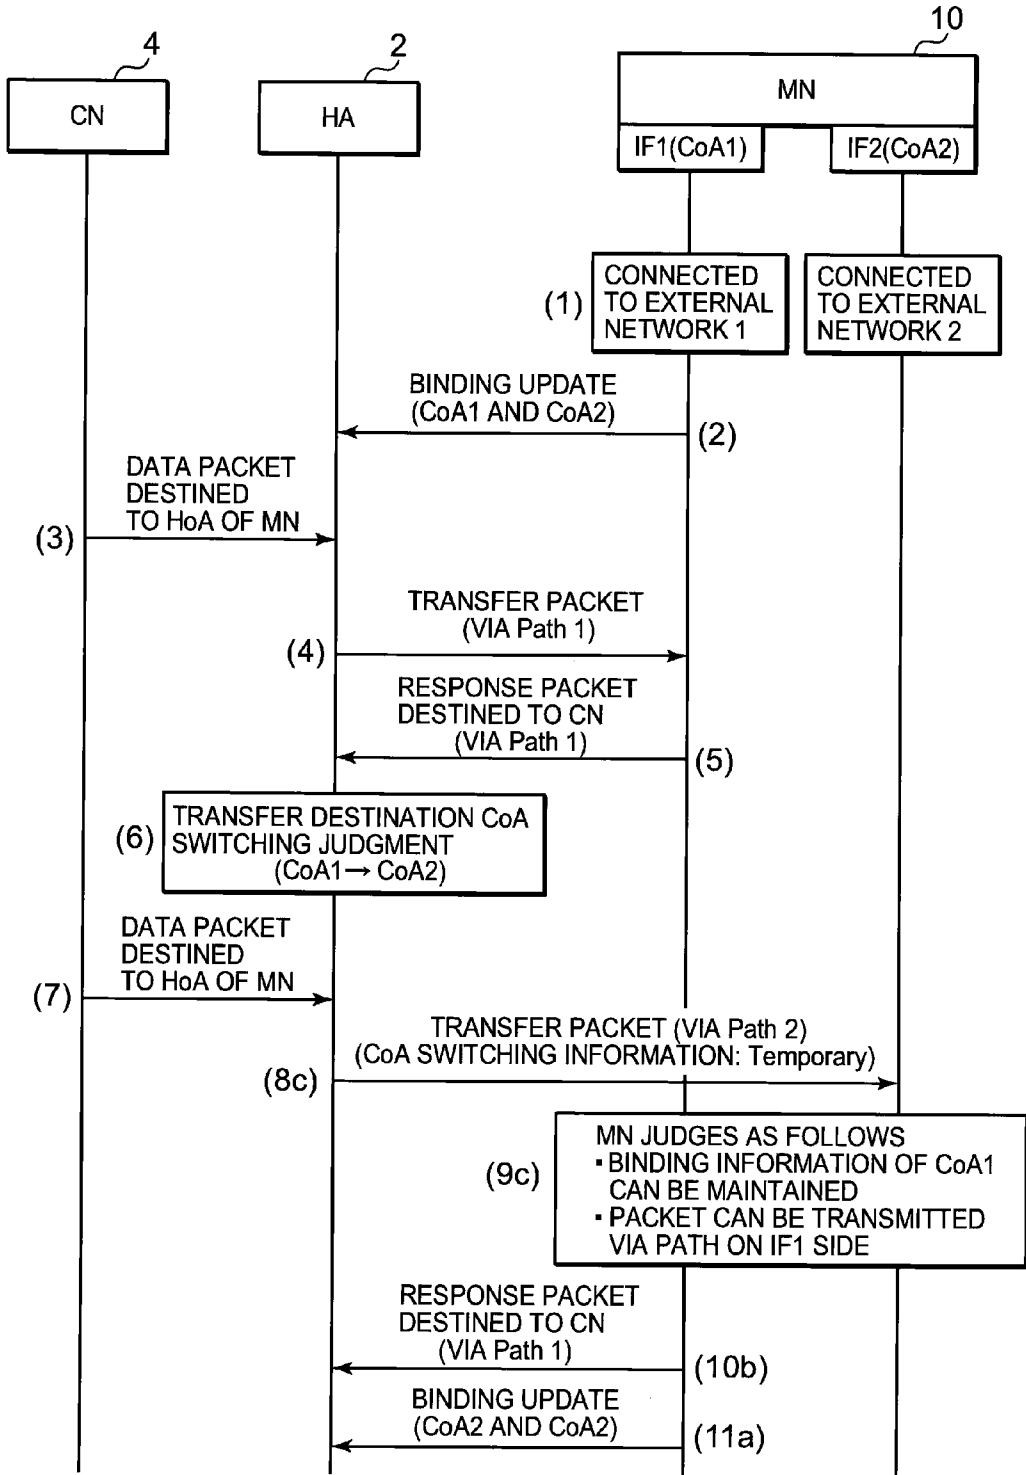 4
2
10
CN
HA
MN
IF1(CoA1)
IF2(CoA2)
(1)
CONNECTED
TO EXTERNAL
NETWORK 1
CONNECTED
TO EXTERNAL
NETWORK 2
BINDING UPDATE
(CoA1 AND CoA2)
(2)
DATA PACKET
DESTINED
TO HoA OF MN
(3)
TRANSFER PACKET
(VIA Path 1)
(4)
RESPONSE PACKET
DESTINED TO CN
(VIA Path 1)
(5)
(6)
TRANSFER DESTINATION CoA
SWITCHING JUDGMENT
(CoA1→ CoA2)
DATA PACKET
DESTINED
TO HoA OF MN
(7)
TRANSFER PACKET (VIA Path 2)
(CoA SWITCHING INFORMATION: Temporary)
(8c)
(9c)
MN JUDGES AS FOLLOWS
▪ BINDING INFORMATION OF CoA1
CAN BE MAINTAINED
▪ PACKET CAN BE TRANSMITTED
VIA PATH ON IF1 SIDE
RESPONSE PACKET
DESTINED TO CN
(VIA Path 1)
(10b)
BINDING UPDATE
(CoA2 AND CoA2)
(11a)